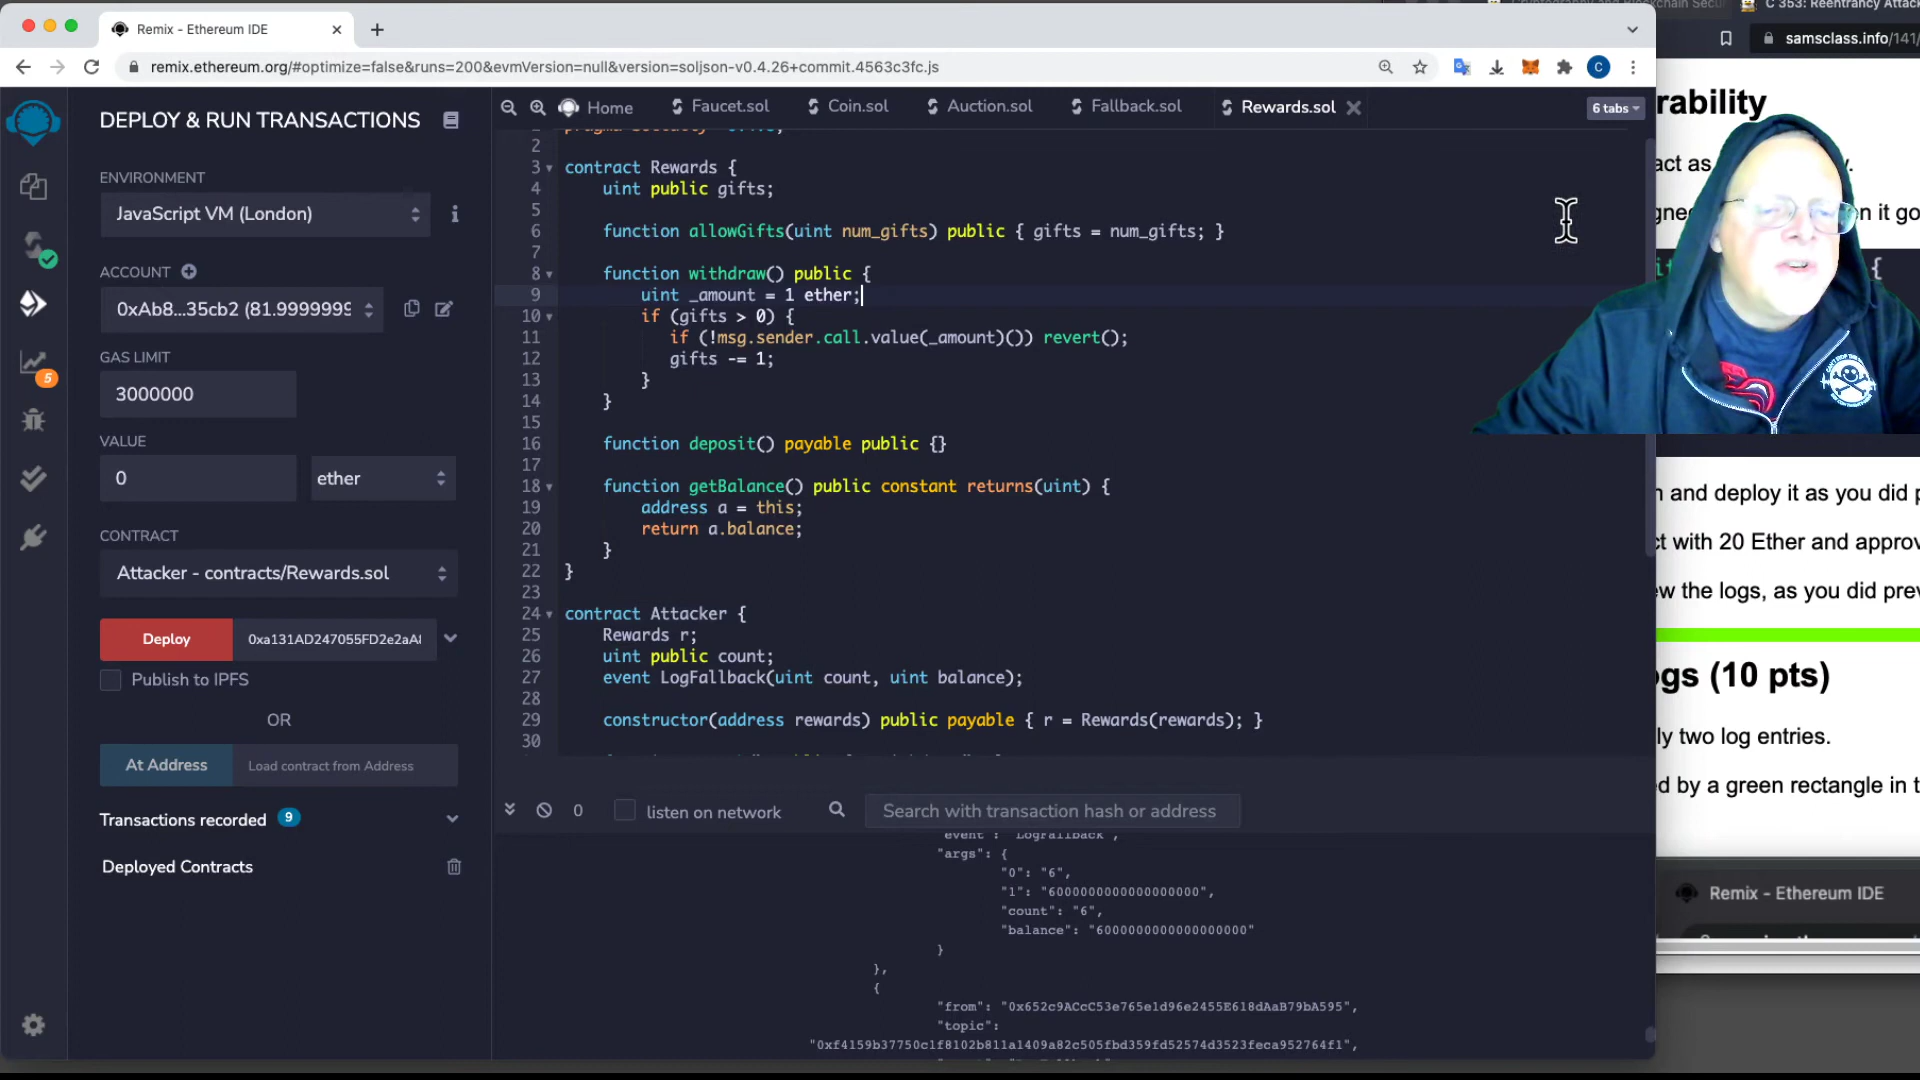 Remix - Ethereum IDE
C 353: Reentrancy Attack
remix.ethereum.org/#optimize=false&runs=200&evmVersion=null&version=soljson-v0.4.26+commit.4563c3fc.js
C
samsclass.info/141/
DEPLOY & RUN TRANSACTIONS
Home
Faucet.sol
Coin.sol
Auction.sol
Fallback.sol
Rewards.sol
6 tabs
2
3 contract Rewards {
4 uint public gifts;
5
6 function allowGifts(uint num_gifts) public { gifts = num_gifts; }
7
8 function withdraw() public {
9 uint _amount = 1 ether;
10 if (gifts > 0) {
11 if (!msg.sender.call.value(_amount)()) revert();
12 gifts -= 1;
13 }
14 }
15
16 function deposit() payable public {}
17
18 function getBalance() public constant returns(uint) {
19 address a = this;
20 return a.balance;
21 }
22 }
23
24 contract Attacker {
25 Rewards r;
26 uint public count;
27 event LogFallback(uint count, uint balance);
28
29 constructor(address rewards) public payable { r = Rewards(rewards); }
30
ENVIRONMENT
JavaScript VM (London)
ACCOUNT
0xAb8...35cb2 (81.9999999
GAS LIMIT
3000000
VALUE
0
ether
CONTRACT
Attacker - contracts/Rewards.sol
Deploy
0xa131AD247055FD2e2aA
Publish to IPFS
OR
At Address
Load contract from Address
Transactions recorded 9
Deployed Contracts
5
0
listen on network
Search with transaction hash or address
"args": {
"0": "6",
"1": "6000000000000000000",
"count": "6",
"balance": "6000000000000000000"
}
},
{
"from": "0x652c9ACcC53e765e1d96e2455E618dAaB79bA595",
"topic":
"0xf4159b37750c1f8102b811a1409a82c505fbd359fd52574d3523feca952764f1",
rability
act as
y.
n it go
{
n and deploy it as you did p
ct with 20 Ether and approv
ew the logs, as you did prev
ogs (10 pts)
ly two log entries.
ed by a green rectangle in t
Remix - Ethereum IDE